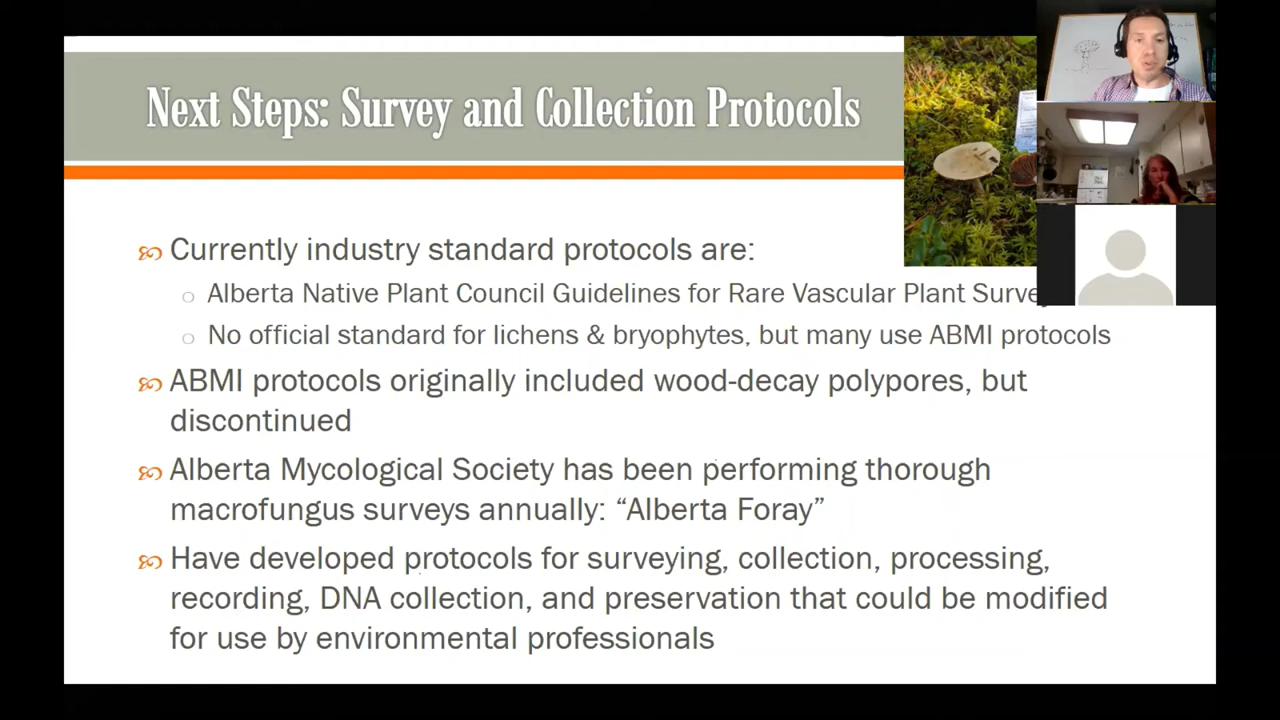 Next Steps: Survey and Collection Protocols
Currently industry standard protocols are:
Alberta Native Plant Council Guidelines for Rare Vascular Plant
No official standard for lichens & bryophytes, but many use ABMI protocols
ABMI protocols originally included wood-decay polypores, but
discontinued
Alberta Mycological Society has been performing thorough
macrofungus surveys annually: “Alberta Foray”
Have developed protocols for surveying, collection, processing,
recording, DNA collection, and preservation that could be modified
for use by environmental professionals